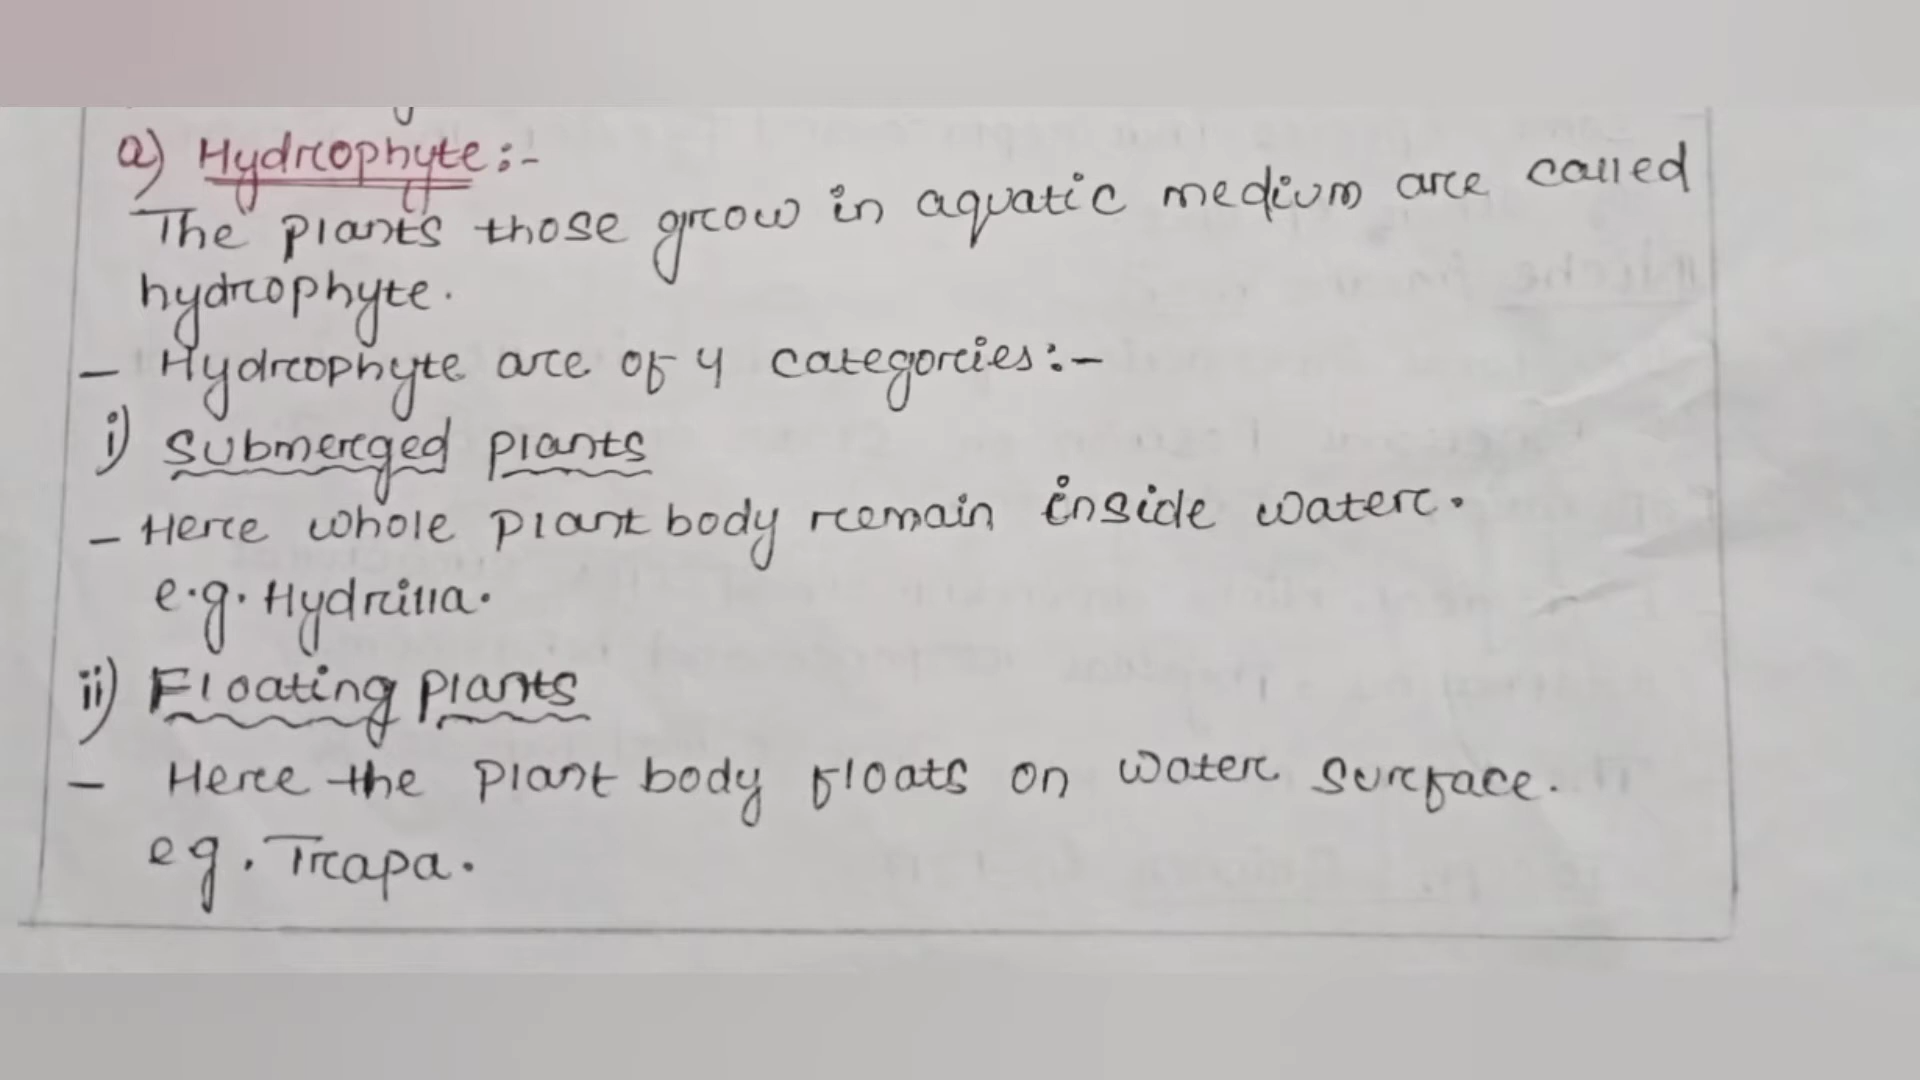 a) Hydrophyte:-
The plants those grow in aquatic medium are called
hydrophyte.
- Hydrophyte are of 4 categories:-
i) Submerged plants
- Here whole plant body remain inside water.
e.g. Hydrilla.
ii) Floating plants
- Here the plant body floats on water surface.
eg. Trapa.